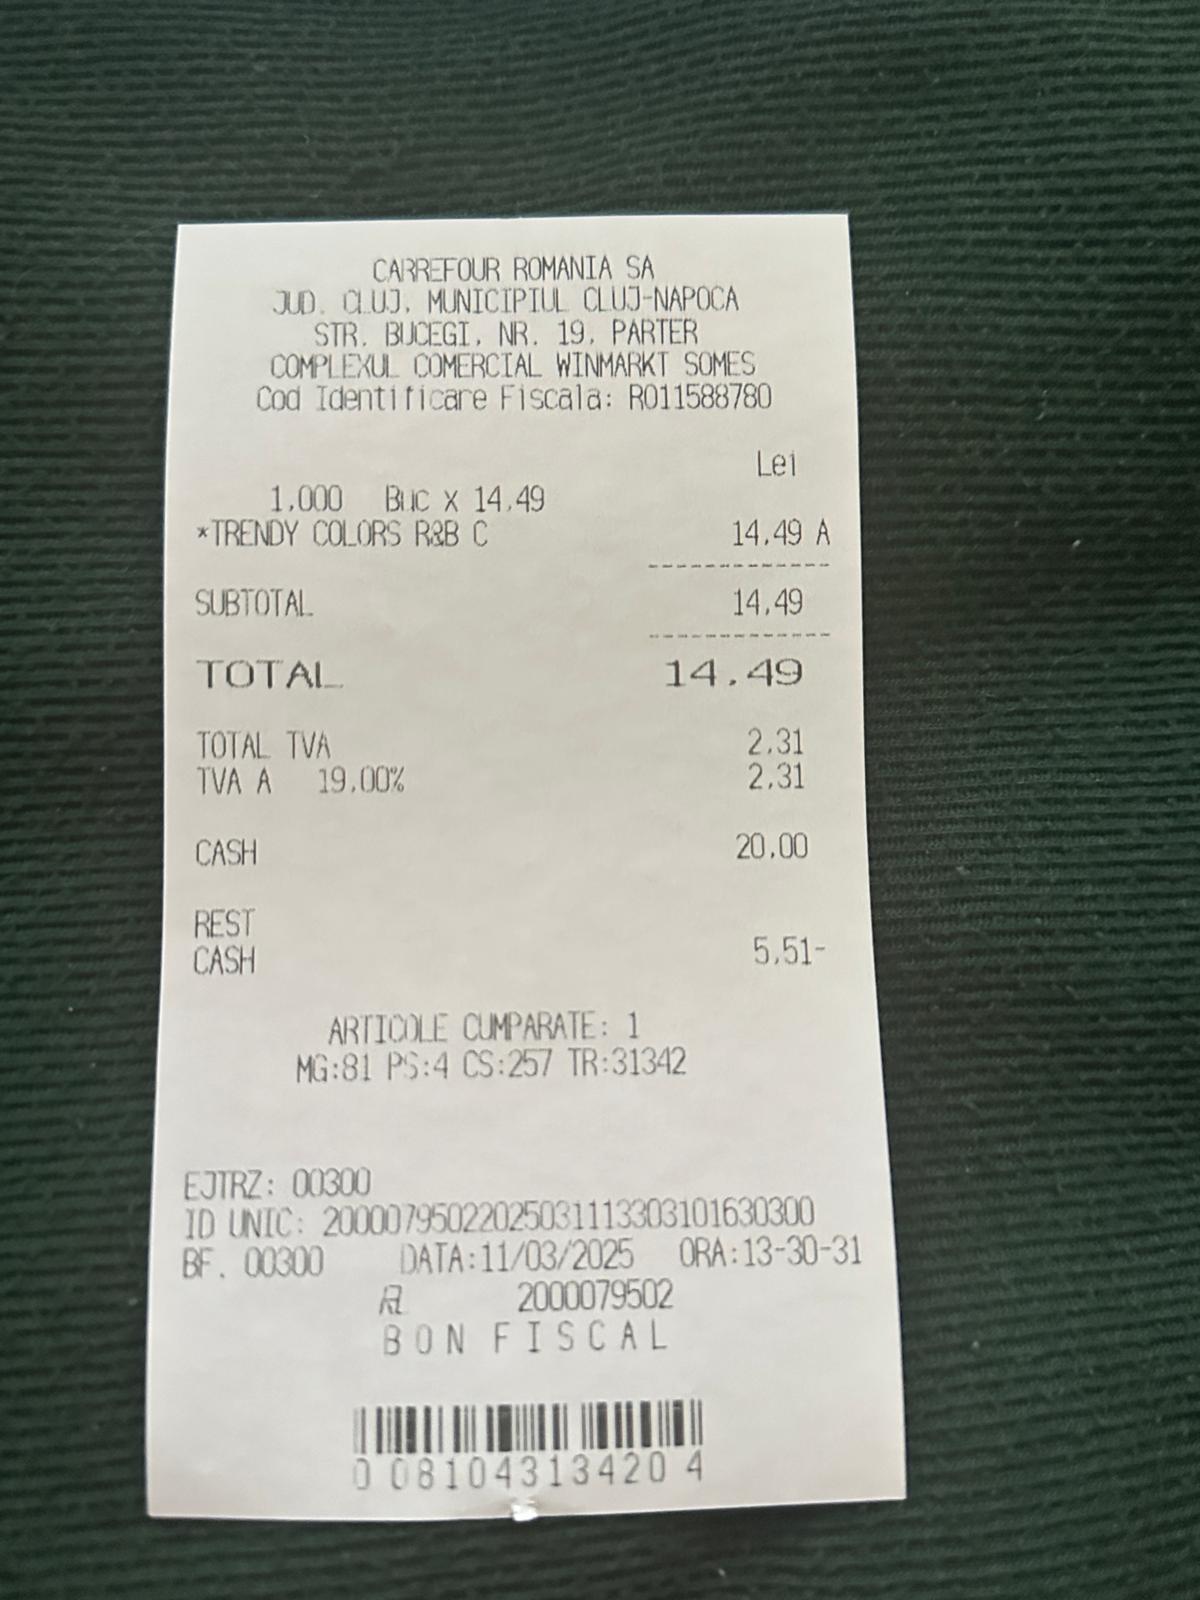 CARREFOUR ROMANIA SA
JUD. CLUJ, MUNICIPIUL CLUJ-NAPOCA
STR. BUCEGI, NR. 19, PARTER
COMPLEXUL COMERCIAL WINMARKT SOMES
Cod Identificare Fiscala: RO11588780
Lei
1,000 Buc x 14,49
*TRENDY COLORS R&B C 14,49 A
SUBTOTAL 14,49
TOTAL 14.49
TOTAL TVA 2,31
TVA A 19,00% 2,31
CASH 20,00
REST
CASH 5,51-
ARTICOLE CUMPARATE: 1
MG:81 PS:4 CS:257 TR:31342
EJTRZ: 00300
ID UNIC: 2000079502202503111330310163 0300
BF. 00300 DATA:11/03/2025 ORA:13-30-31
2000079502
BON FISCAL
0 08104313420 4